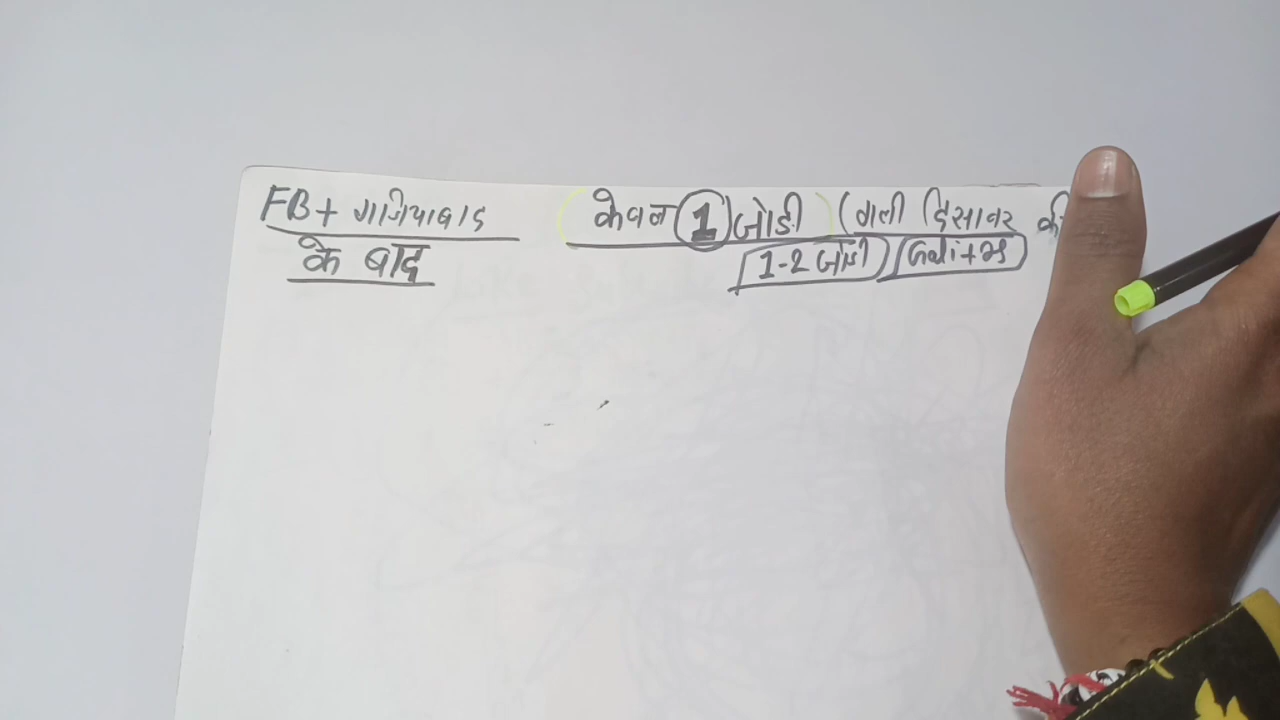 FB+ गाजियाबाद केवल 1 जोडी (गली दिसावर की
के बाद 1-2 जोडी